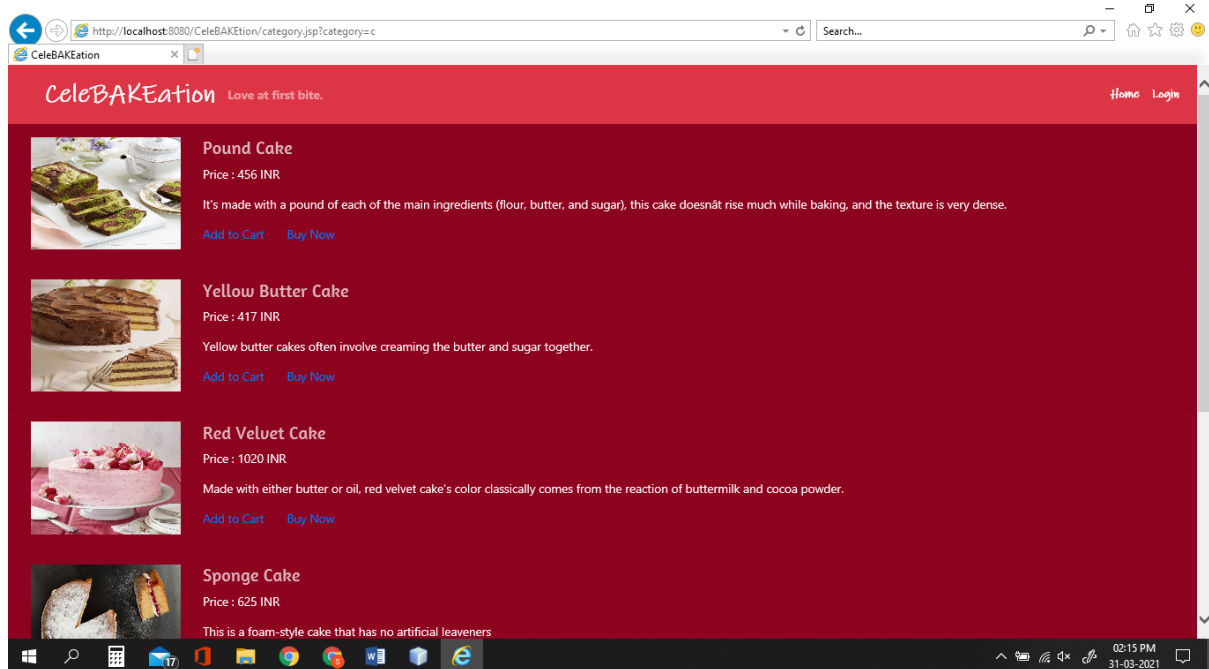 http://localhost:8080/CeleBAKEtion/category.jsp?category=c
Search...
CeleBAKEation
CeleBAKEation Love at first bite.
Home Login
Pound Cake
Price : 456 INR
It's made with a pound of each of the main ingredients (flour, butter, and sugar), this cake doesnât rise much while baking, and the texture is very dense.
Add to Cart Buy Now
Yellow Butter Cake
Price : 417 INR
Yellow butter cakes often involve creaming the butter and sugar together.
Add to Cart Buy Now
Red Velvet Cake
Price : 1020 INR
Made with either butter or oil, red velvet cake's color classically comes from the reaction of buttermilk and cocoa powder.
Add to Cart Buy Now
Sponge Cake
Price : 625 INR
This is a foam-style cake that has no artificial leaveners
17
02:15 PM
31-03-2021